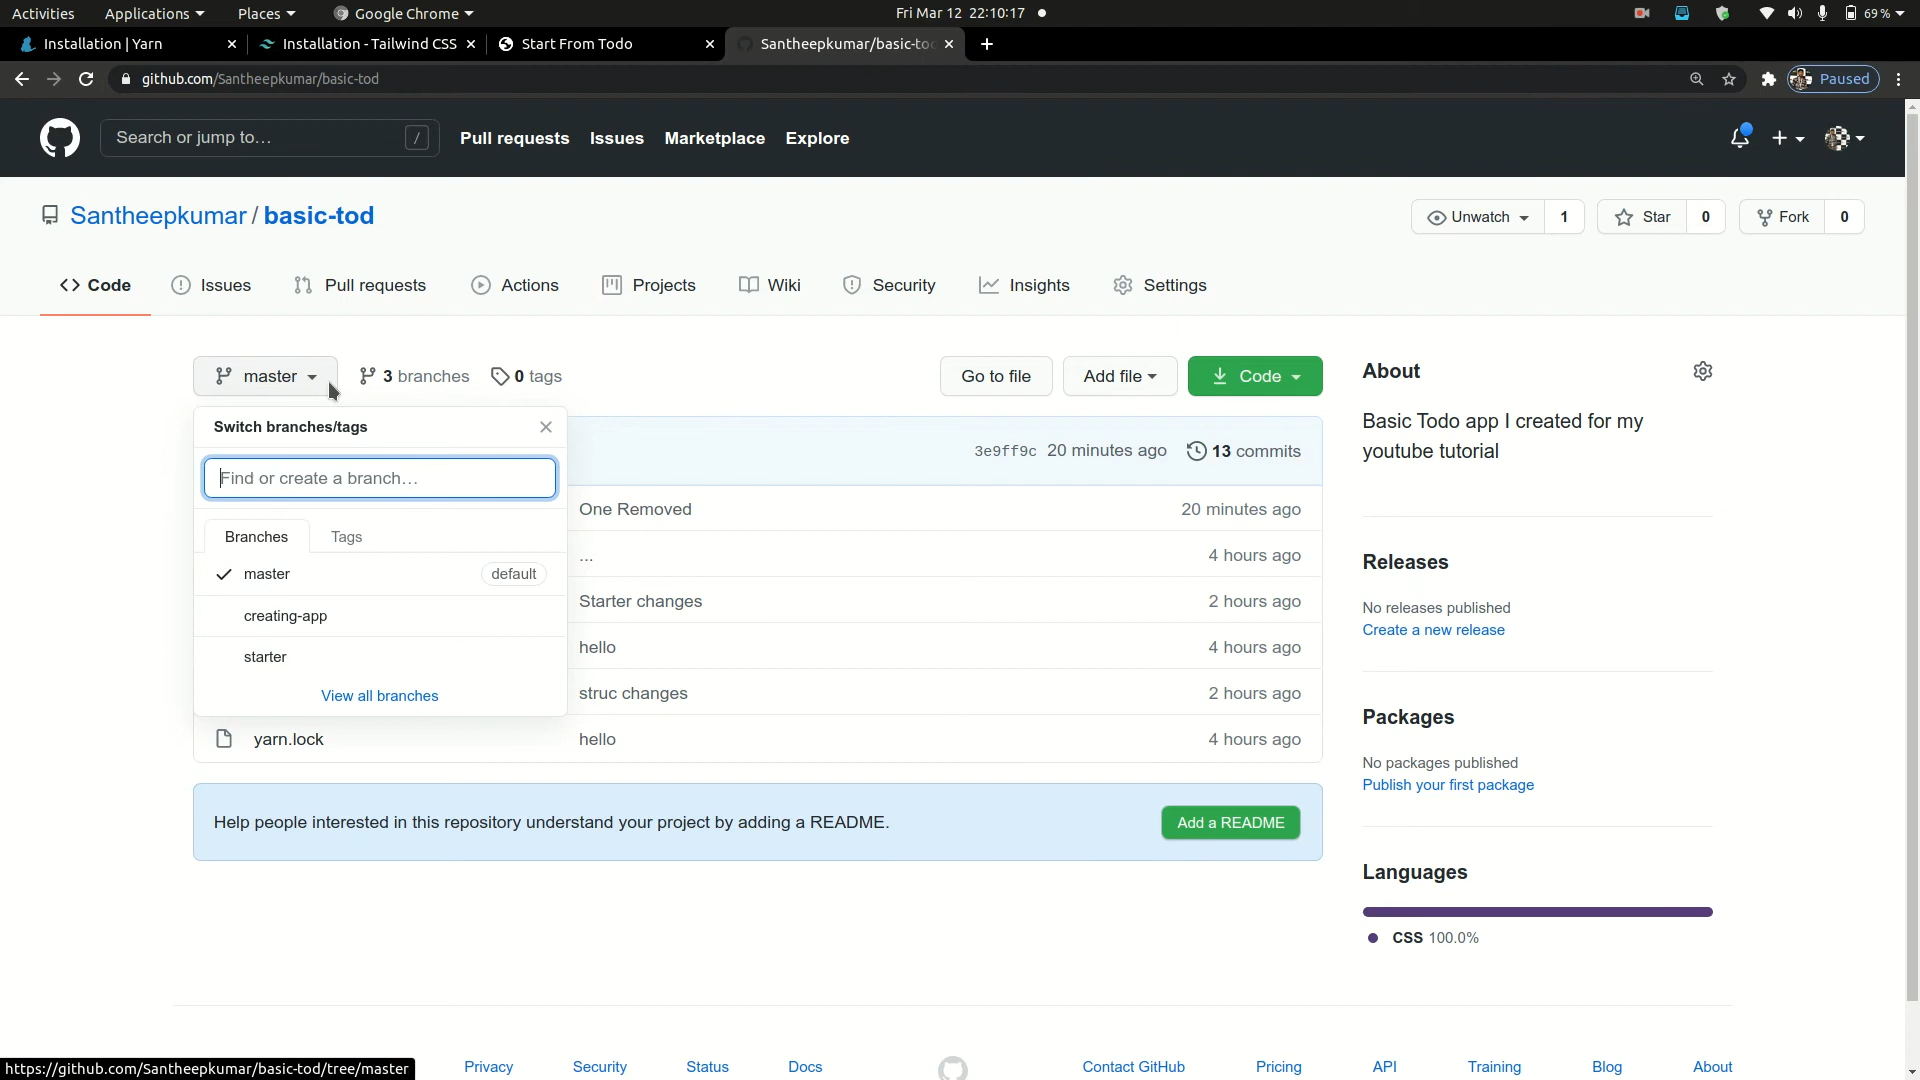 Activities Applications Places Google Chrome Fri Mar 12 22:10:17 69 %
Installation | Yarn Installation - Tailwind CSS Start From Todo Santheepkumar/basic-to
github.com/Santheepkumar/basic-tod Paused
Search or jump to… / Pull requests Issues Marketplace Explore
Santheepkumar / basic-tod Unwatch 1 Star 0 Fork 0
Code Issues Pull requests Actions Projects Wiki Security Insights Settings
master 3 branches 0 tags Go to file Add file Code About
Basic Todo app I created for my
youtube tutorial
Switch branches/tags
3e9ff9c 20 minutes ago 13 commits
Find or create a branch…
One Removed 20 minutes ago
Branches Tags
... 4 hours ago
Releases
master default
Starter changes 2 hours ago
No releases published
creating-app
Create a new release
hello 4 hours ago
starter
struc changes 2 hours ago
View all branches
Packages
yarn.lock hello 4 hours ago
No packages published
Publish your first package
Help people interested in this repository understand your project by adding a README. Add a README
Languages
CSS 100.0%
https://github.com/Santheepkumar/basic-tod/tree/master Privacy Security Status Docs Contact GitHub Pricing API Training Blog About